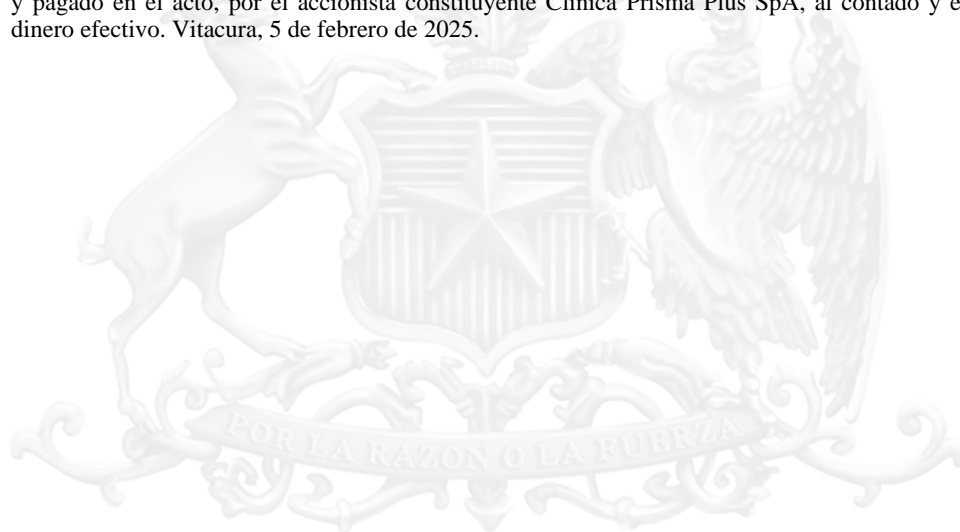 y pagado en el acto, por el accionista constituyente Clínica Prisma Plus SpA, al contado y e
dinero efectivo. Vitacura, 5 de febrero de 2025.
POR LA RAZON O LA FUERZA